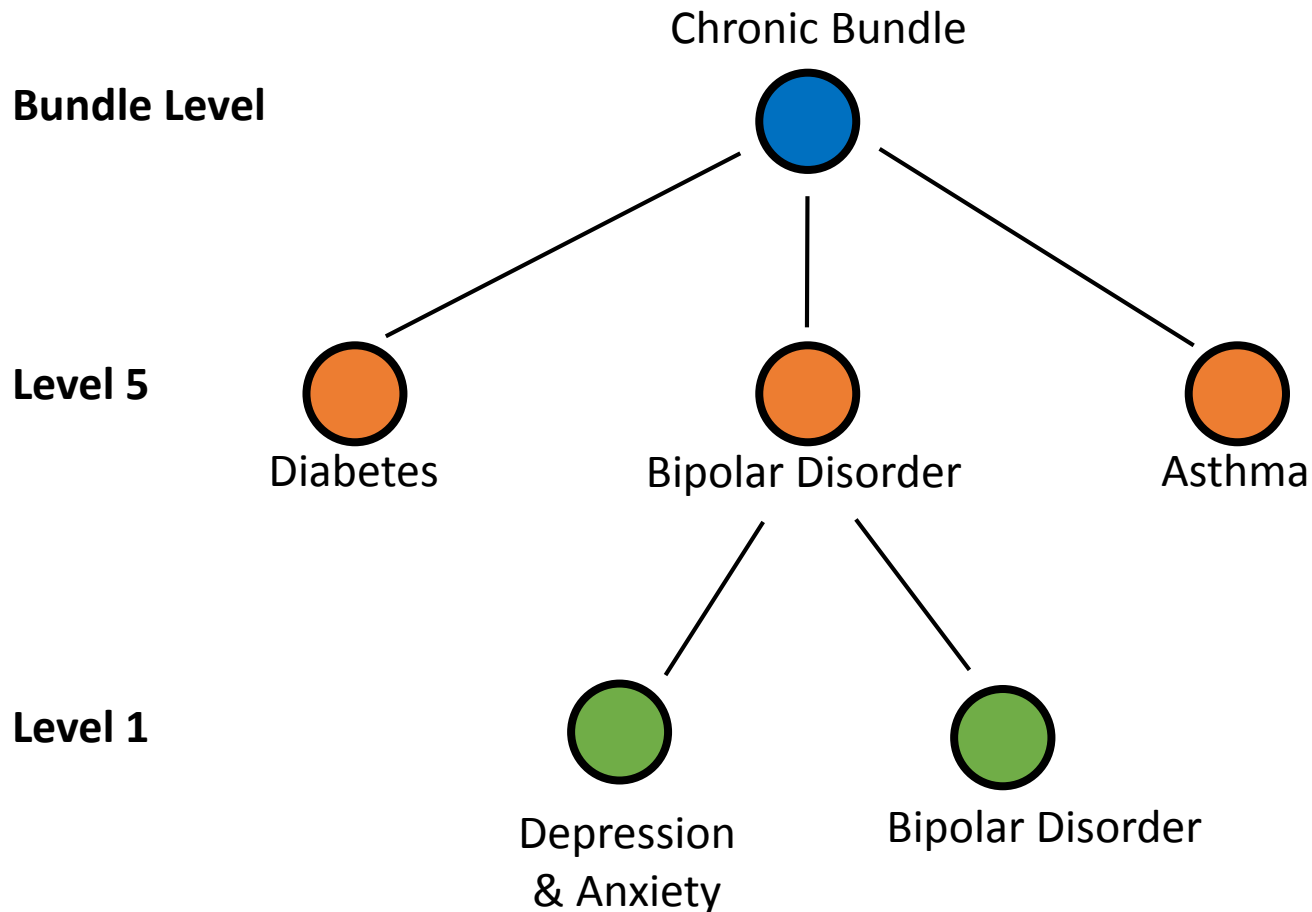 Chronic Bundle
Bundle Level
Level 5
Diabetes
Bipolar Disorder
Asthma
Level 1
Depression
& Anxiety
Bipolar Disorder